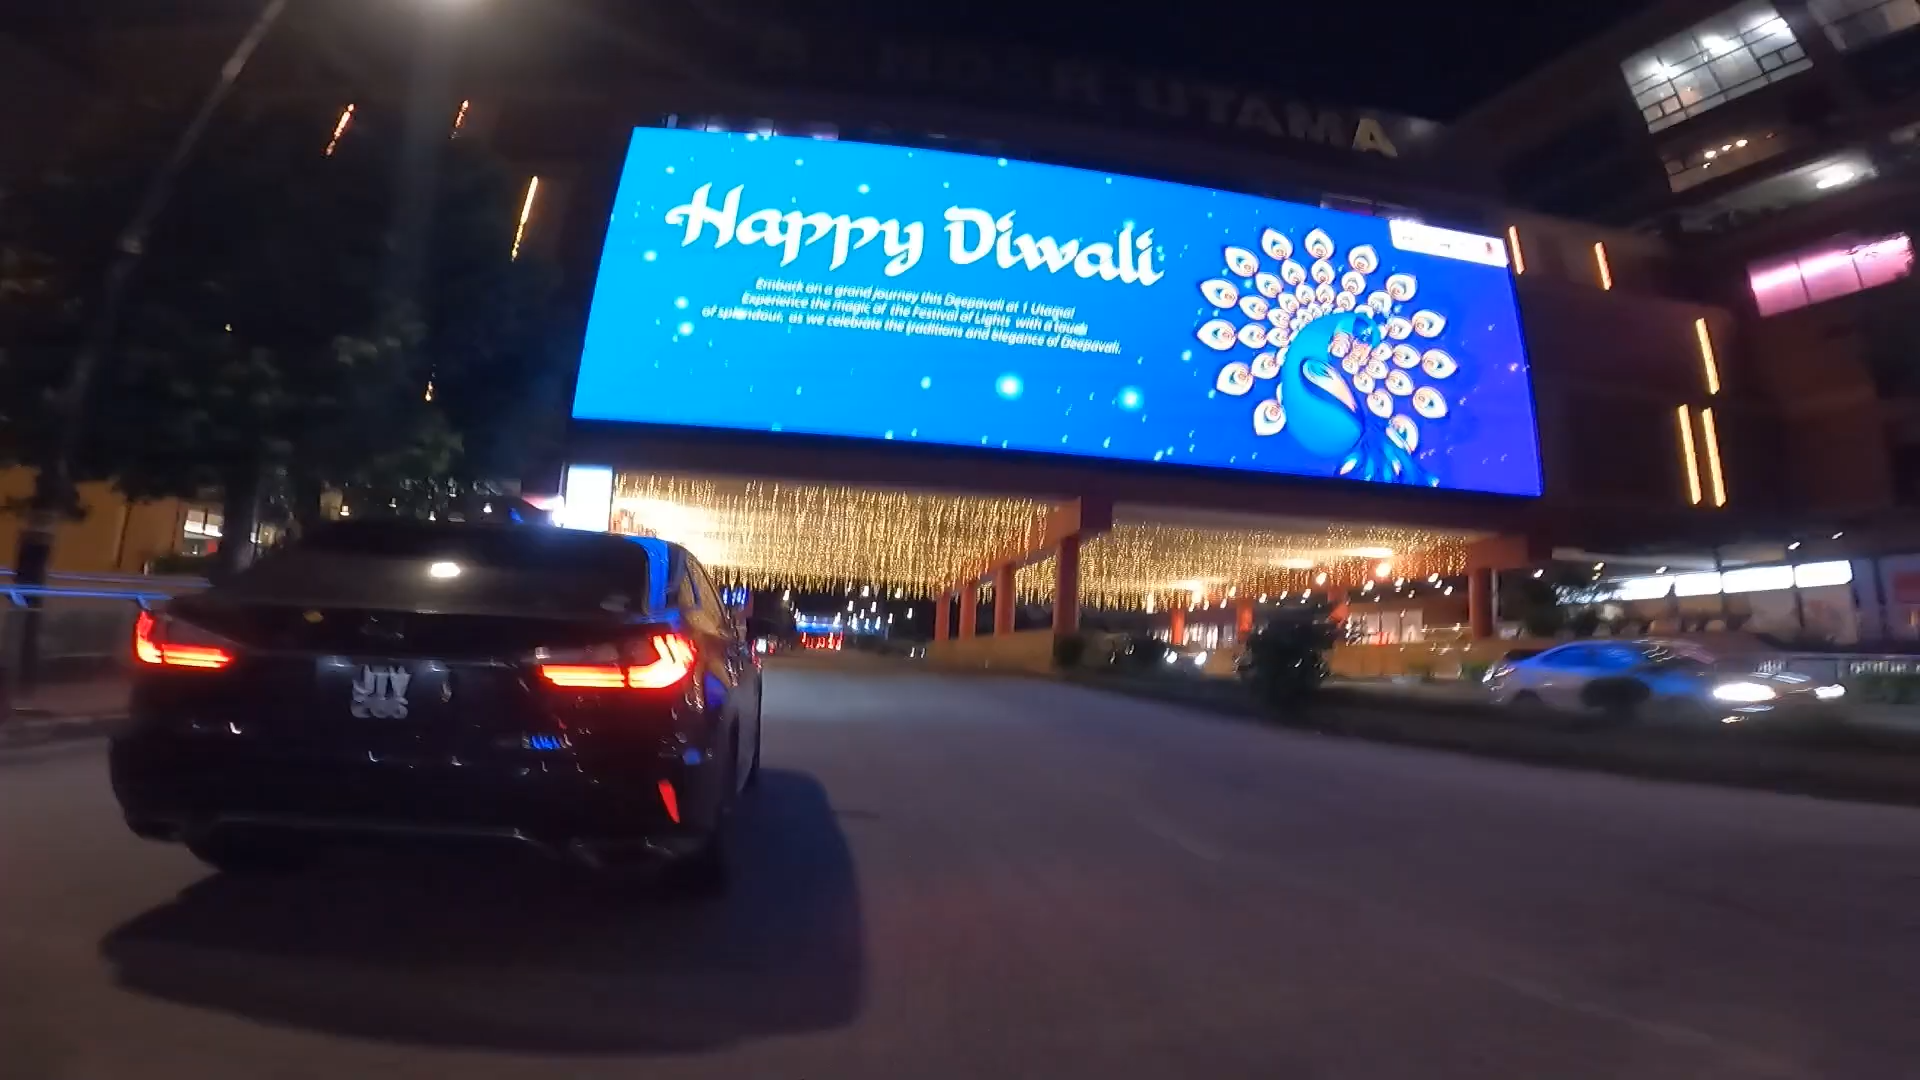 UTAMA
Happy Diwali
Embark on a grand journey this Deepavali at 1 Utama!
Experience the magic of the Festival of Lights with a touch
of splendour, as we celebrate the traditions and elegance of Deepavali.
JTV